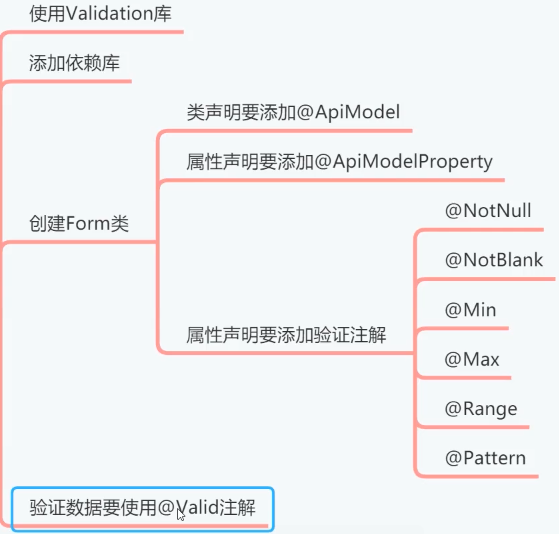 使用Validation库
添加依赖库
类声明要添加@ApiModel
属性声明要添加@ApiModelProperty
创建Form类
@NotNull
@NotBlank
@Min
属性声明要添加验证注解
@Max
@Range
@Pattern
验证数据要使用@Valid注解